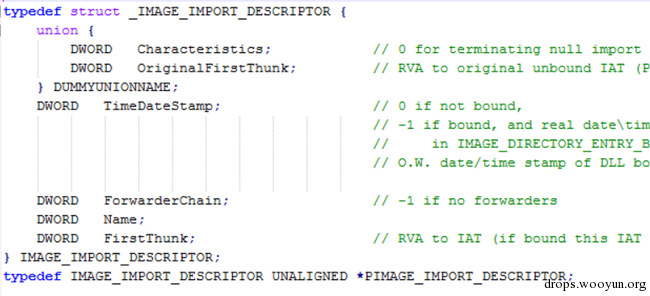 typedef struct _IMAGE_IMPORT_DESCRIPTOR {
union {
DWORD Characteristics; // 0 for terminating null import
DWORD OriginalFirstThunk; // RVA to original unbound IAT (P
} DUMMYUNIONNAME;
DWORD TimeDateStamp; // 0 if not bound,
// -1 if bound, and real date\tim
// in IMAGE_DIRECTORY_ENTRY_B
// O.W. date/time stamp of DLL bo
DWORD ForwarderChain; // -1 if no forwarders
DWORD Name;
DWORD FirstThunk; // RVA to IAT (if bound this IAT
} IMAGE_IMPORT_DESCRIPTOR;
typedef IMAGE_IMPORT_DESCRIPTOR UNALIGNED *PIMAGE_IMPORT_DESCRIPTOR;
drops.wooyun.org